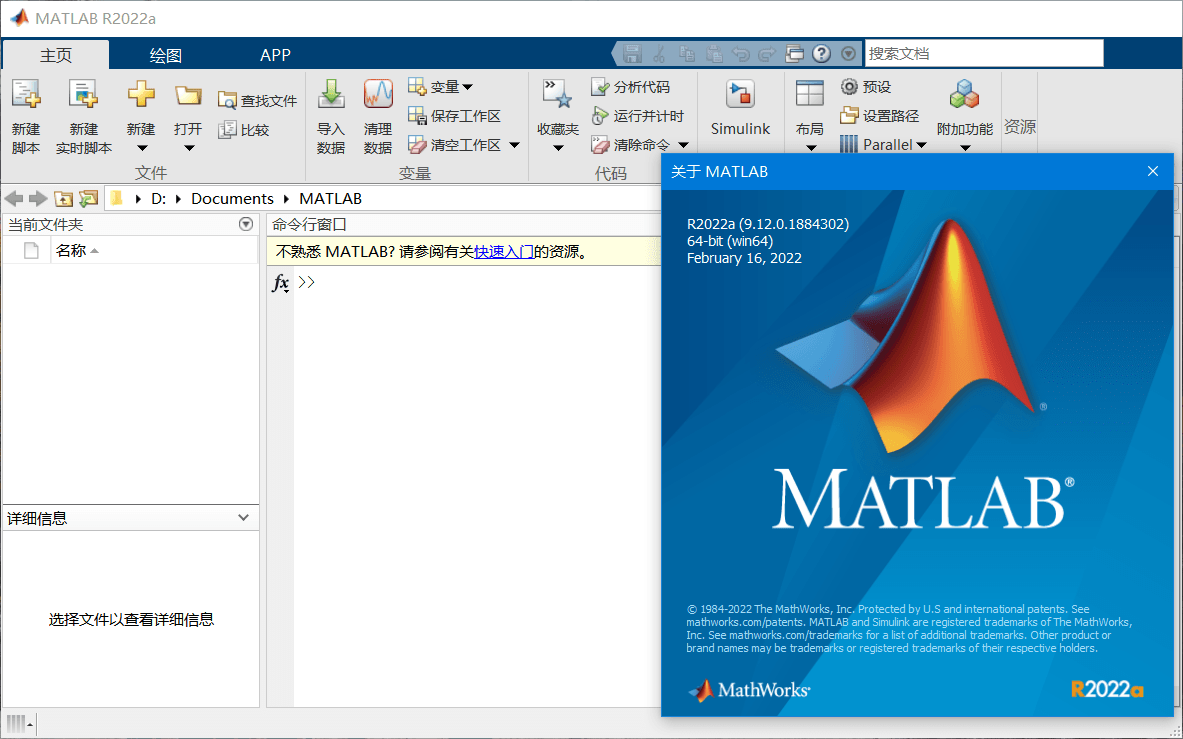 MATLAB R2022a
主页
绘图
APP
搜索文档
新建
脚本
新建
实时脚本
新建
打开
查找文件
比较
文件
导入
数据
清理
数据
变量
保存工作区
清空工作区
变量
收藏夹
分析代码
运行并计时
清除命令
代码
Simulink
布局
预设
设置路径
Parallel
附加功能
资源
D:
Documents
MATLAB
当前文件夹
名称
详细信息
选择文件以查看详细信息
命令行窗口
不熟悉 MATLAB? 请参阅有关快速入门的资源。
fx >>
关于 MATLAB
R2022a (9.12.0.1884302)
64-bit (win64)
February 16, 2022
MATLAB®
© 1984-2022 The MathWorks, Inc. Protected by U.S and international patents. See
mathworks.com/patents. MATLAB and Simulink are registered trademarks of The MathWorks,
Inc. See mathworks.com/trademarks for a list of additional trademarks. Other product or
brand names may be trademarks or registered trademarks of their respective holders.
MathWorks®
R2022a